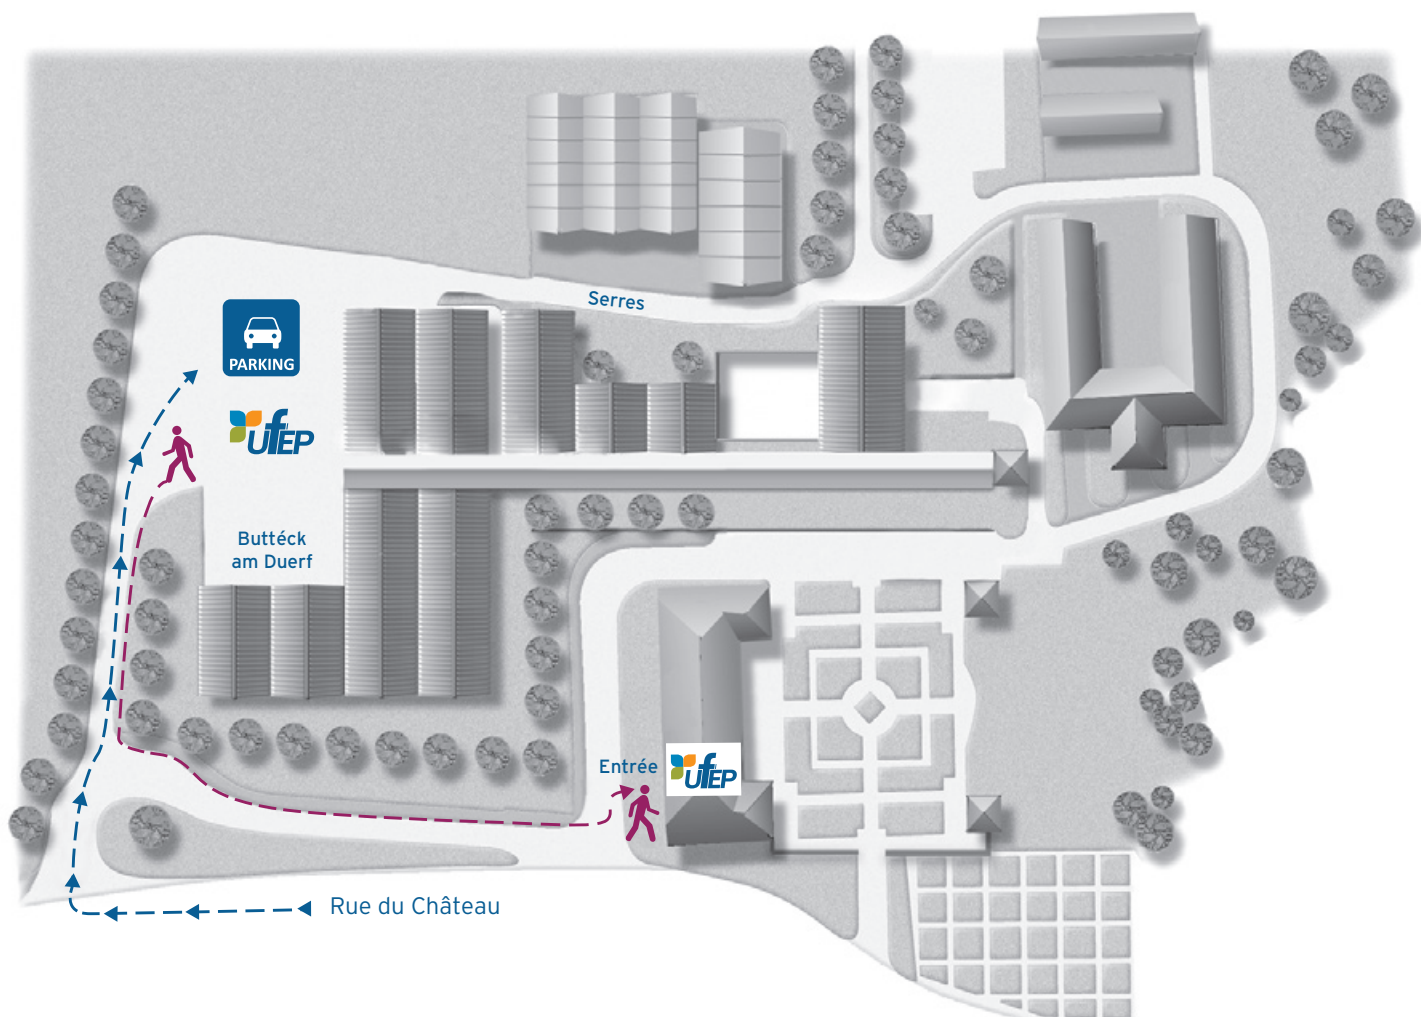 Serres
PARKING
UFEP
Buttéck
am Duerf
Entrée
UFEP
Rue du Château